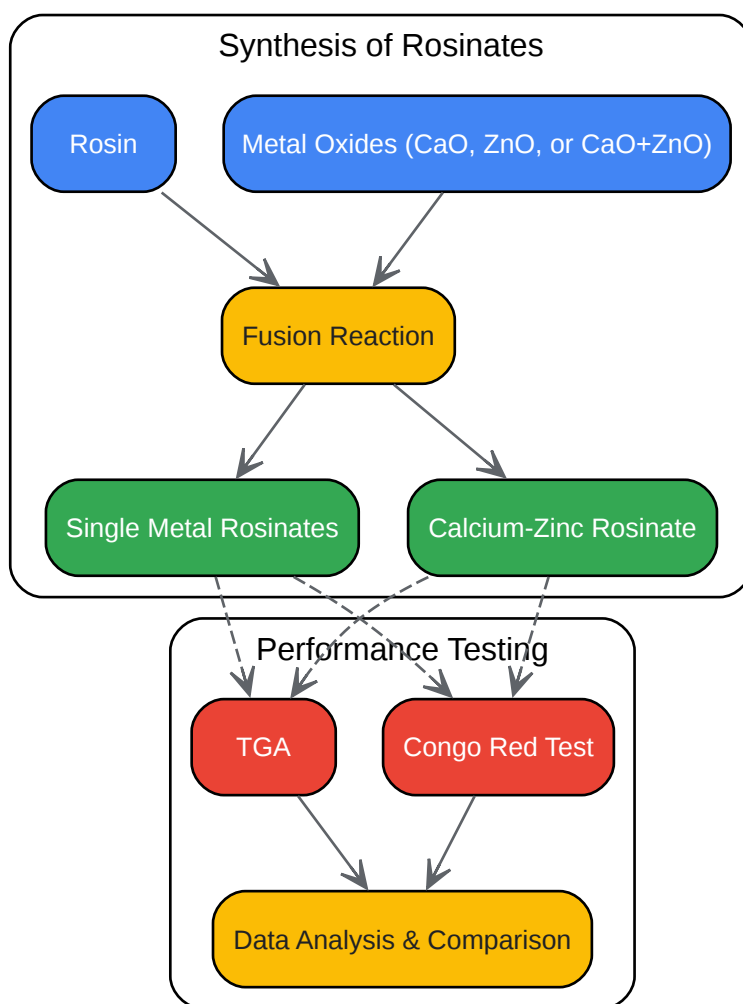 Synthesis of Rosinates
Rosin
Metal Oxides (CaO, ZnO, or CaO+ZnO)
Fusion Reaction
Single Metal Rosinates
Calcium-Zinc Rosinate
Performance Testing
TGA
Congo Red Test
Data Analysis & Comparison